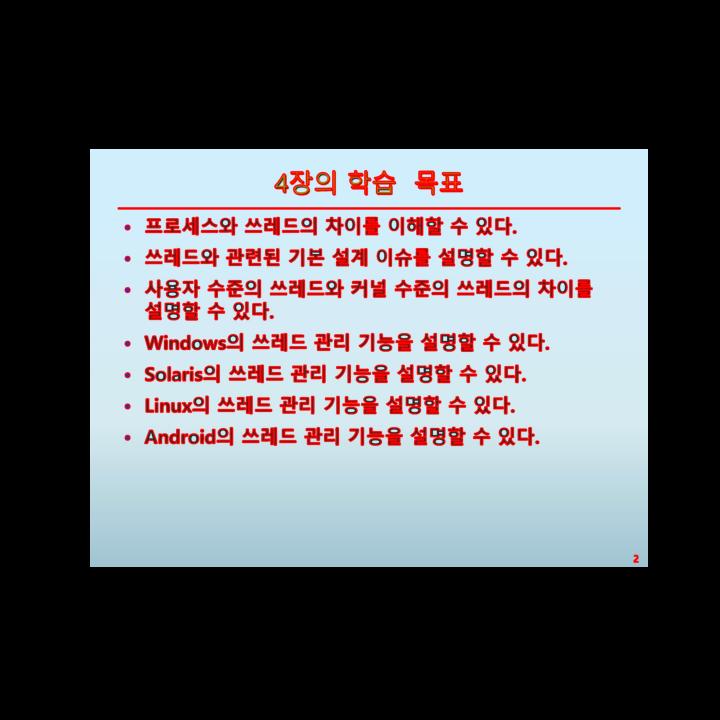 4장의 학습 목표
• 프로세스와 쓰레드의 차이를 이해할 수 있다.
• 쓰레드와 관련된 기본 설계 이슈를 설명할 수 있다.
• 사용자 수준의 쓰레드와 커널 수준의 쓰레드의 차이를
설명할 수 있다.
• Windows의 쓰레드 관리 기능을 설명할 수 있다.
• Solaris의 쓰레드 관리 기능을 설명할 수 있다.
• Linux의 쓰레드 관리 기능을 설명할 수 있다.
• Android의 쓰레드 관리 기능을 설명할 수 있다.
2